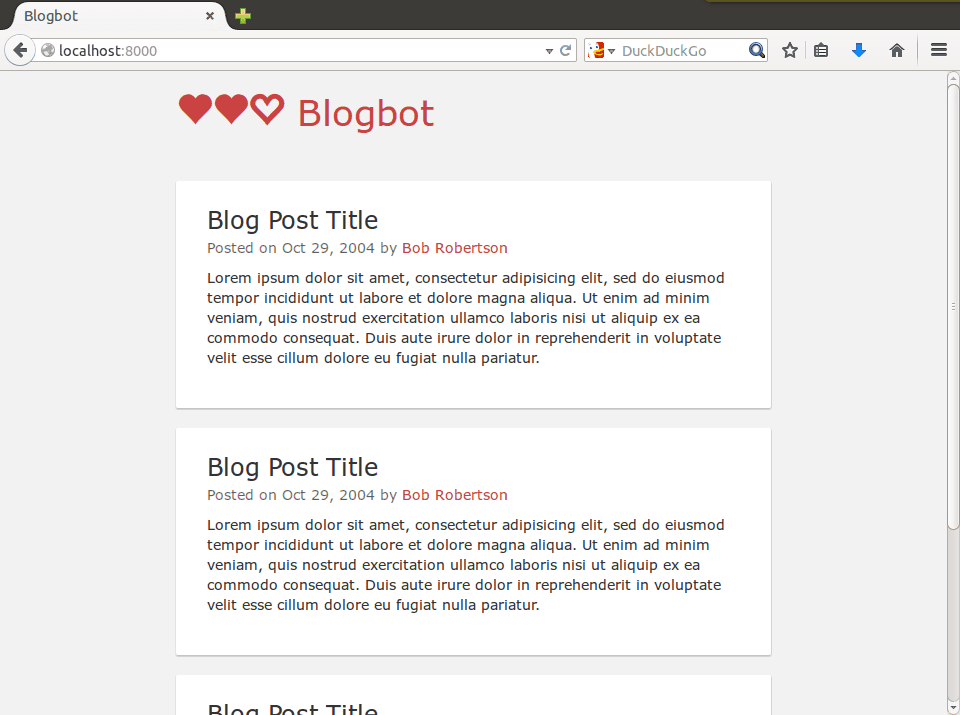 Blogbot
localhost:8000
DuckDuckGo
Blogbot
Blog Post Title
Posted on Oct 29, 2004 by Bob Robertson
Lorem ipsum dolor sit amet, consectetur adipisicing elit, sed do eiusmod
tempor incididunt ut labore et dolore magna aliqua. Ut enim ad minim
veniam, quis nostrud exercitation ullamco laboris nisi ut aliquip ex ea
commodo consequat. Duis aute irure dolor in reprehenderit in voluptate
velit esse cillum dolore eu fugiat nulla pariatur.
Blog Post Title
Posted on Oct 29, 2004 by Bob Robertson
Lorem ipsum dolor sit amet, consectetur adipisicing elit, sed do eiusmod
tempor incididunt ut labore et dolore magna aliqua. Ut enim ad minim
veniam, quis nostrud exercitation ullamco laboris nisi ut aliquip ex ea
commodo consequat. Duis aute irure dolor in reprehenderit in voluptate
velit esse cillum dolore eu fugiat nulla pariatur.
Blog Post Title